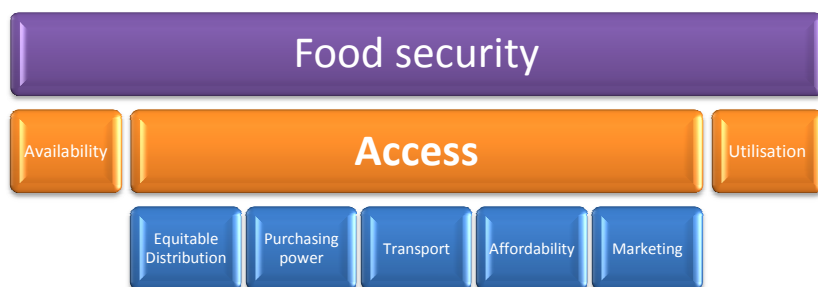 Food security
Availability
Access
Utilisation
Equitable
Distribution
Purchasing
power
Transport
Affordability
Marketing